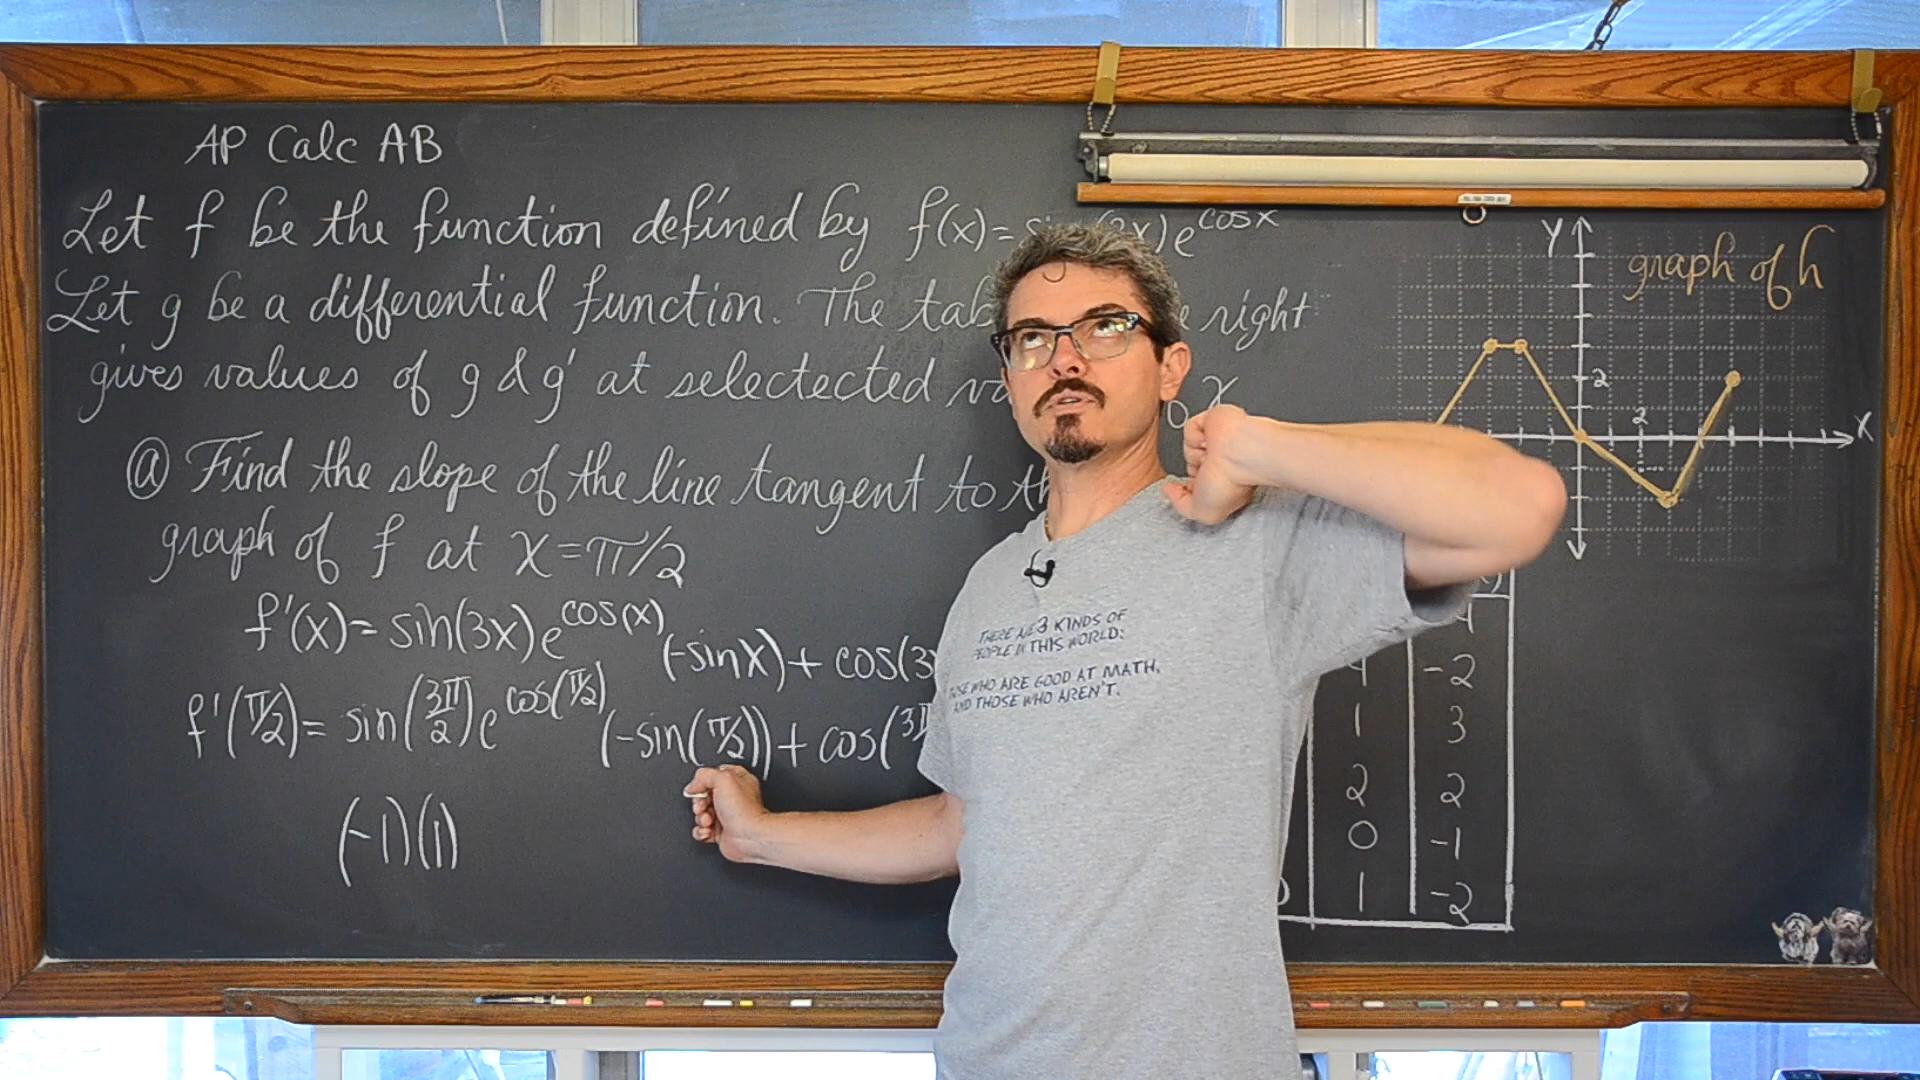 AP Calc AB
Let f be the function defined by f(x)= x)e^cosx
Let g be a differential function. The right
gives values of g & g' at selectected x
ⓐ Find the slope of the line tangent to
graph of f at x=π/2
f'(x)= sin(3x)e^cos(x) (-sinx)+ cos(3
f'(π/2)= sin(3π/2)e^cos(π/2) (-sin(π/2))+ cos(
(-1)(1)
Y
graph of h
2
2
X
THERE ARE 3 KINDS OF
PEOPLE IN THIS WORLD:
WHO ARE GOOD AT MATH,
AND THOSE WHO AREN'T.
-2
1 3
2 2
0 -1
1 -2